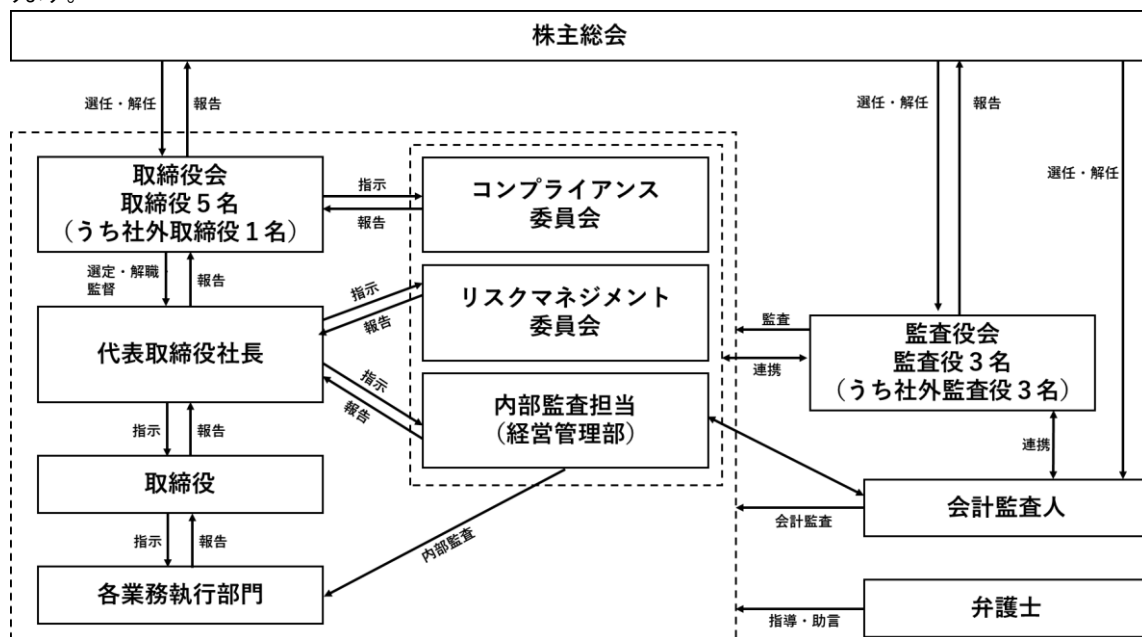 す。
株主総会
選任・解任
報告
選任・解任
報告
選任・解任
取締役会
取締役５名
（うち社外取締役１名）
指示
報告
コンプライアンス
委員会
選定・解職
監督
報告
指示
報告
リスクマネジメント
委員会
代表取締役社長
監査
連携
監査役会
監査役３名
（うち社外監査役３名）
指示
報告
内部監査担当
（経営管理部）
指示
報告
連携
取締役
会計監査人
会計監査
指示
報告
内部監査
各業務執行部門
弁護士
指導・助言